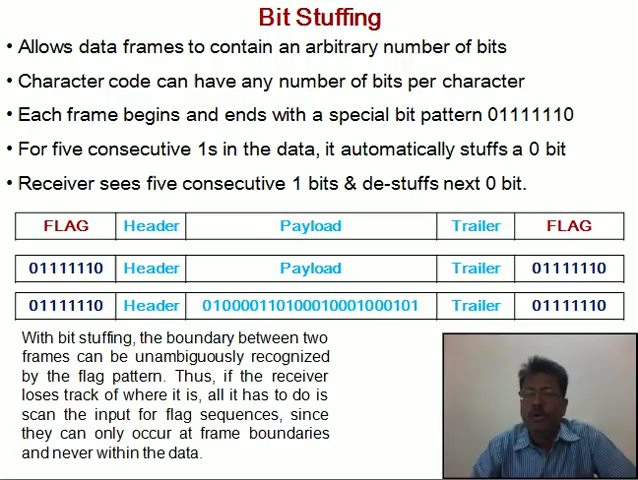 Bit Stuffing
• Allows data frames to contain an arbitrary number of bits
• Character code can have any number of bits per character
• Each frame begins and ends with a special bit pattern 01111110
• For five consecutive 1s in the data, it automatically stuffs a 0 bit
• Receiver sees five consecutive 1 bits & de-stuffs next 0 bit.
FLAG Header Payload Trailer FLAG
01111110 Header Payload Trailer 01111110
01111110 Header 010000110100010001000101 Trailer 01111110
With bit stuffing, the boundary between two
frames can be unambiguously recognized
by the flag pattern. Thus, if the receiver
loses track of where it is, all it has to do is
scan the input for flag sequences, since
they can only occur at frame boundaries
and never within the data.